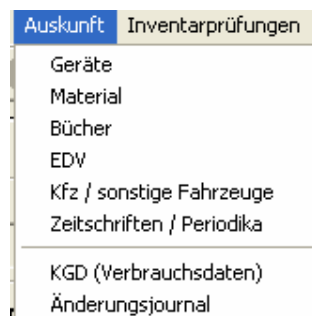 Auskunft Inventarprüfungen
Geräte
Material
Bücher
EDV
Kfz / sonstige Fahrzeuge
Zeitschriften / Periodika
KGD (Verbrauchsdaten)
Änderungsjournal